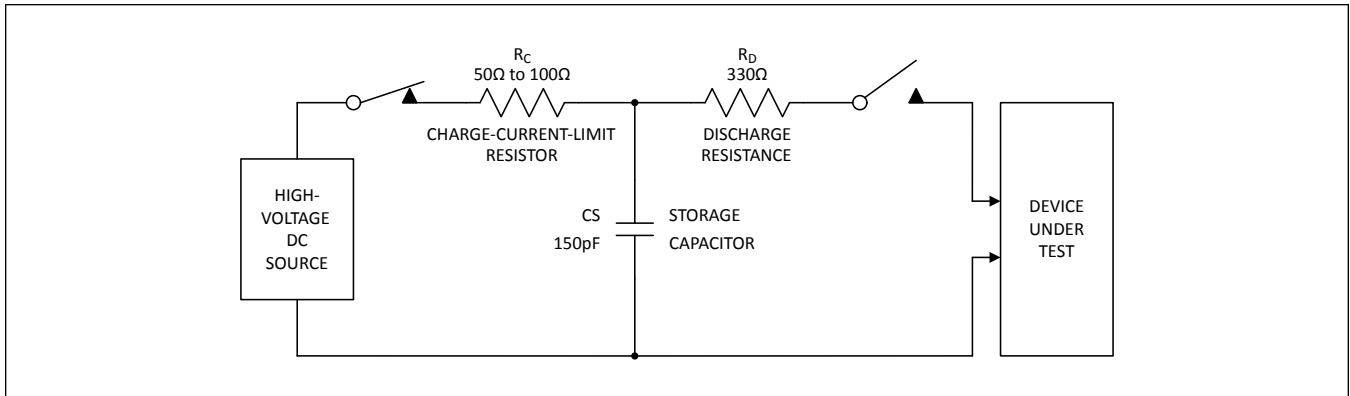 R_C
50Ω to 100Ω
CHARGE-CURRENT-LIMIT
RESISTOR
R_D
330Ω
DISCHARGE
RESISTANCE
HIGH-
VOLTAGE
DC
SOURCE
CS
150pF
STORAGE
CAPACITOR
DEVICE
UNDER
TEST